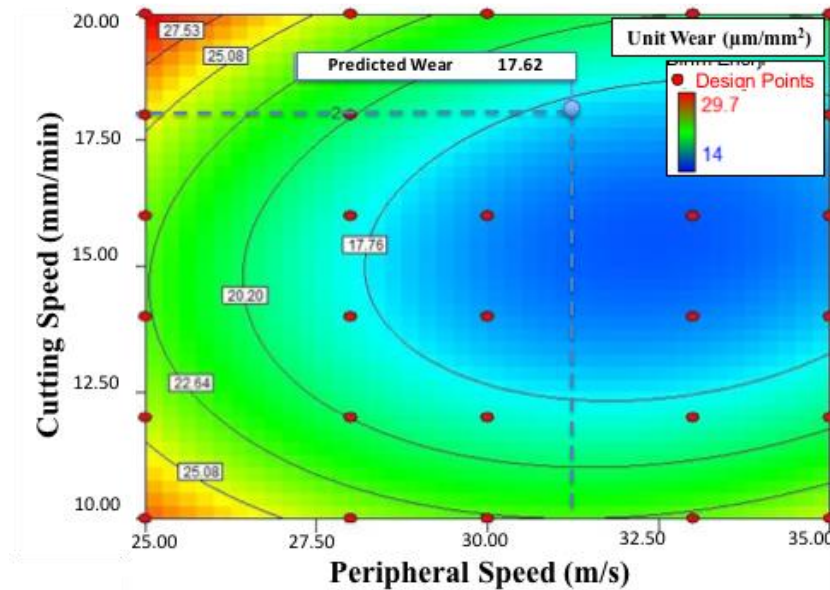 20.00
17.50
15.00
12.50
10.00
Cutting Speed (mm/min)
27.53
25.08
Predicted Wear 17.62
Unit Wear (µm/mm²)
Design Points
29.7
14
2
17.76
20.20
22.64
25.08
25.00 27.50 30.00 32.50 35.00
Peripheral Speed (m/s)